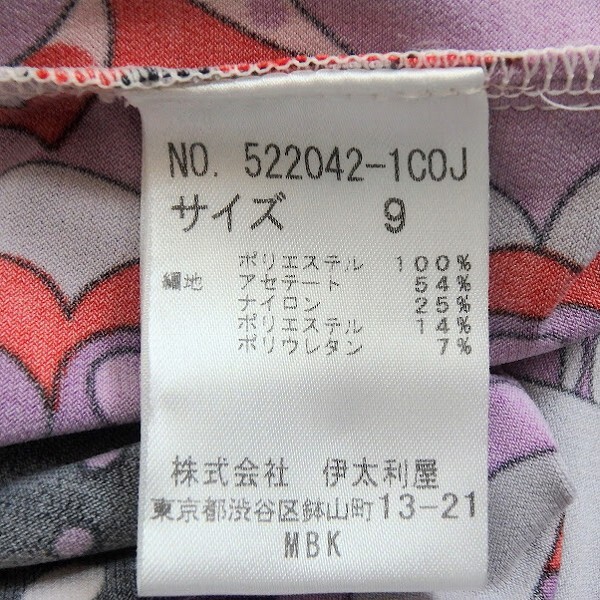 NO. 522042-1COJ
サイズ 9
ポリエステル 100%
綿地 アセテート 54%
ナイロン 25%
ポリエステル 14%
ポリウレタン 7%
株式会社 伊太利屋
東京都渋谷区鉢山町13-21
MBK